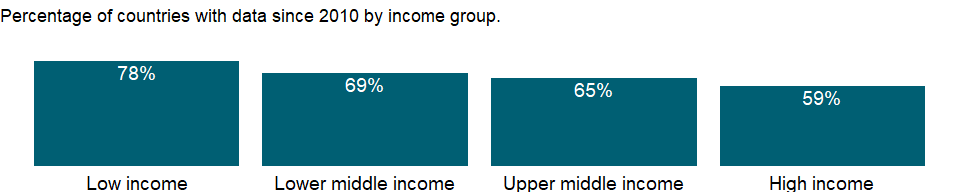 Percentage of countries with data since 2010 by income group.
78%
69%
65%
59%
Low income
Lower middle income
Upper middle income
High income